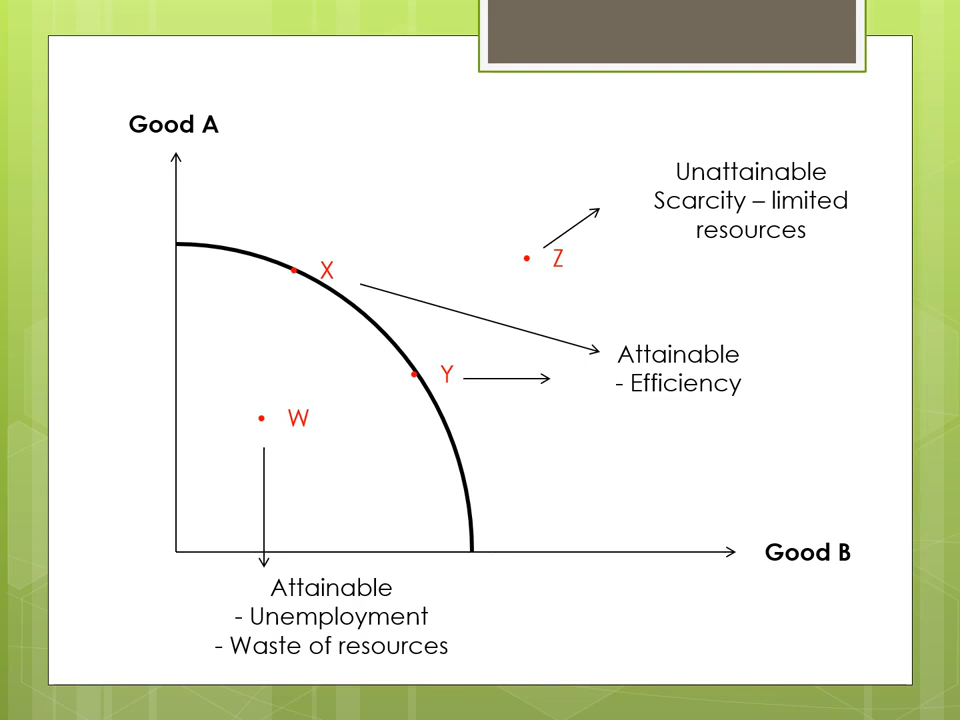 Good A
Unattainable
Scarcity – limited
resources
Z
X
Attainable
- Efficiency
Y
W
Good B
Attainable
- Unemployment
- Waste of resources